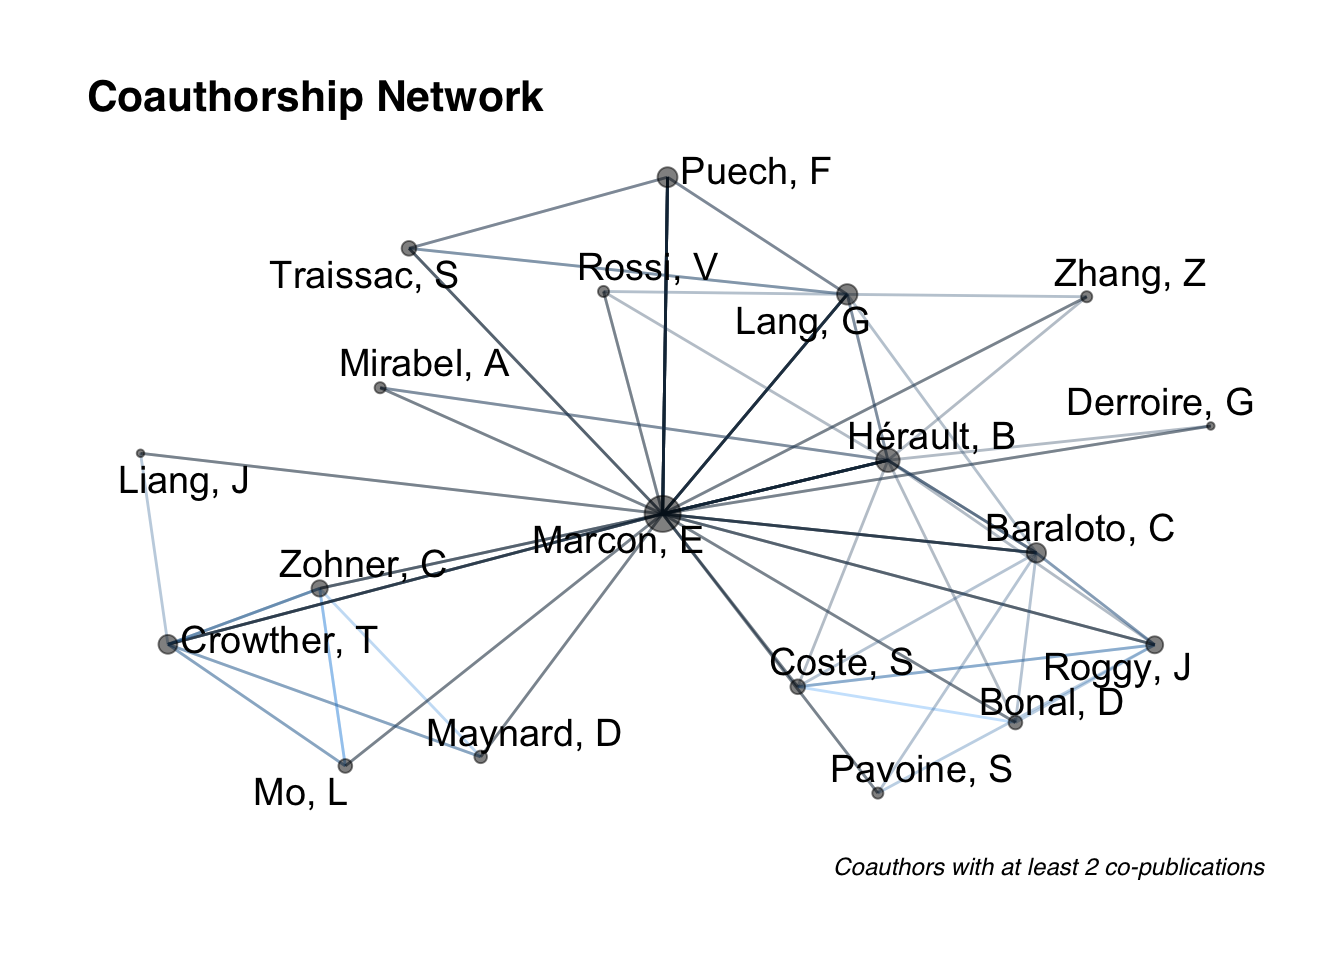 Coauthorship Network
Puech, F
Traissac, S
Rossi, V
Zhang, Z
Lang, G
Mirabel, A
Derroire, G
Hérault, B
Liang, J
Baraloto, C
Marcon, E
Zohner, C
Crowther, T
Coste, S
Roggy, J
Bonal, D
Maynard, D
Pavoine, S
Mo, L
Coauthors with at least 2 co-publications